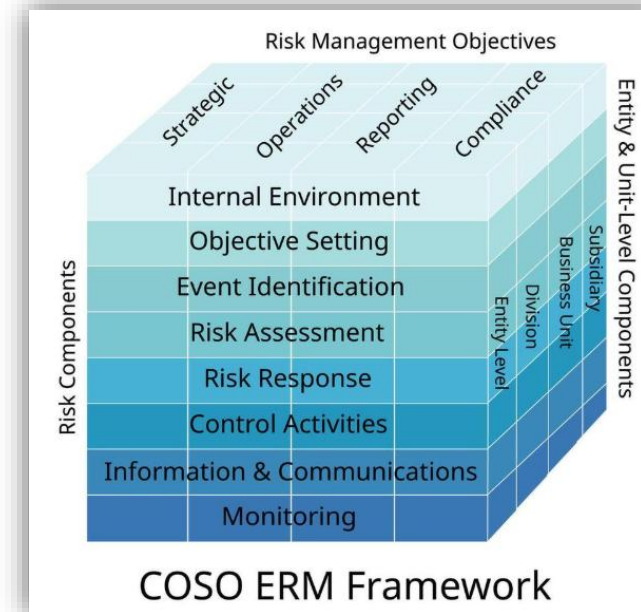 Risk Management Objectives
Strategic
Operations
Reporting
Compliance
Entity & Unit-Level Components
Risk Components
Internal Environment
Objective Setting
Event Identification
Risk Assessment
Risk Response
Control Activities
Information & Communications
Monitoring
Entity Level
Division
Business Unit
Subsidiary
COSO ERM Framework